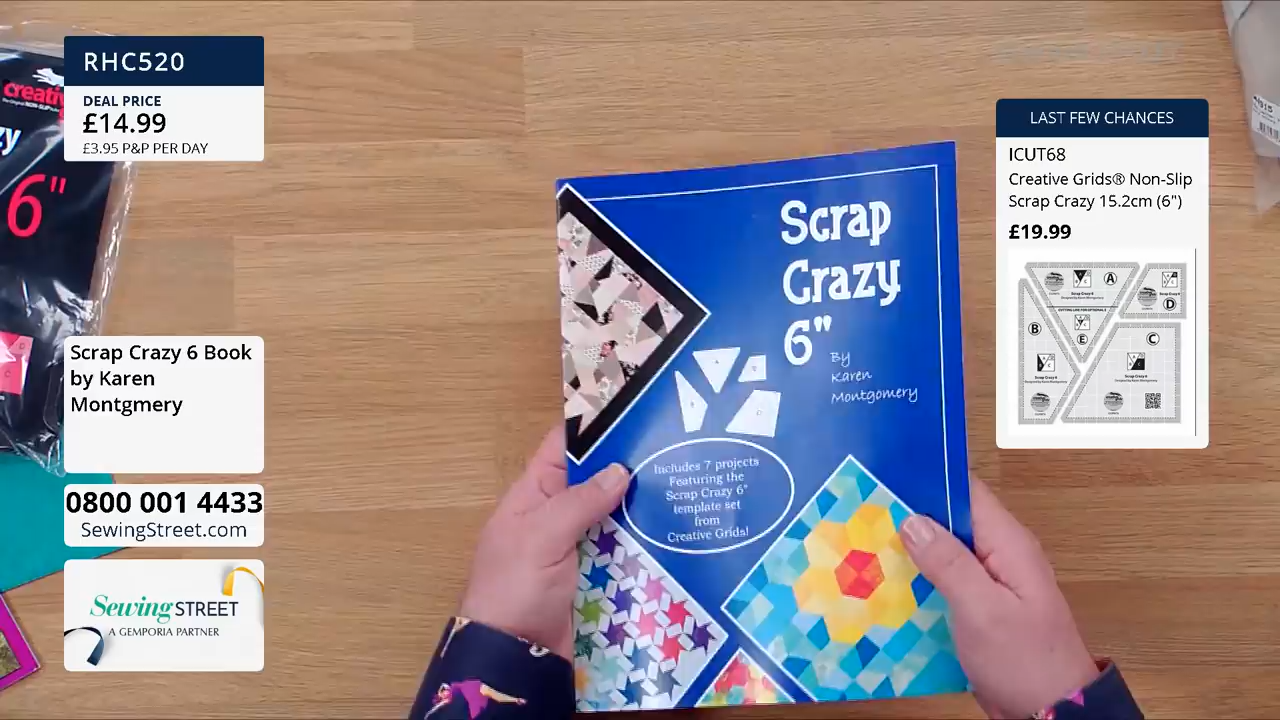 RHC520
DEAL PRICE
£14.99
£3.95 P&P PER DAY
creati
zy
6"
Scrap Crazy 6 Book
by Karen
Montgmery
0800 001 4433
SewingStreet.com
Sewing STREET
A GEMPORIA PARTNER
Scrap
Crazy
6"
By
Karen
Montgomery
Includes 7 projects
Featuring the
Scrap Crazy 6"
template set
from
Creative Grids!
LAST FEW CHANCES
ICUT68
Creative Grids® Non-Slip
Scrap Crazy 15.2cm (6")
£19.99
A
B
C
D
E